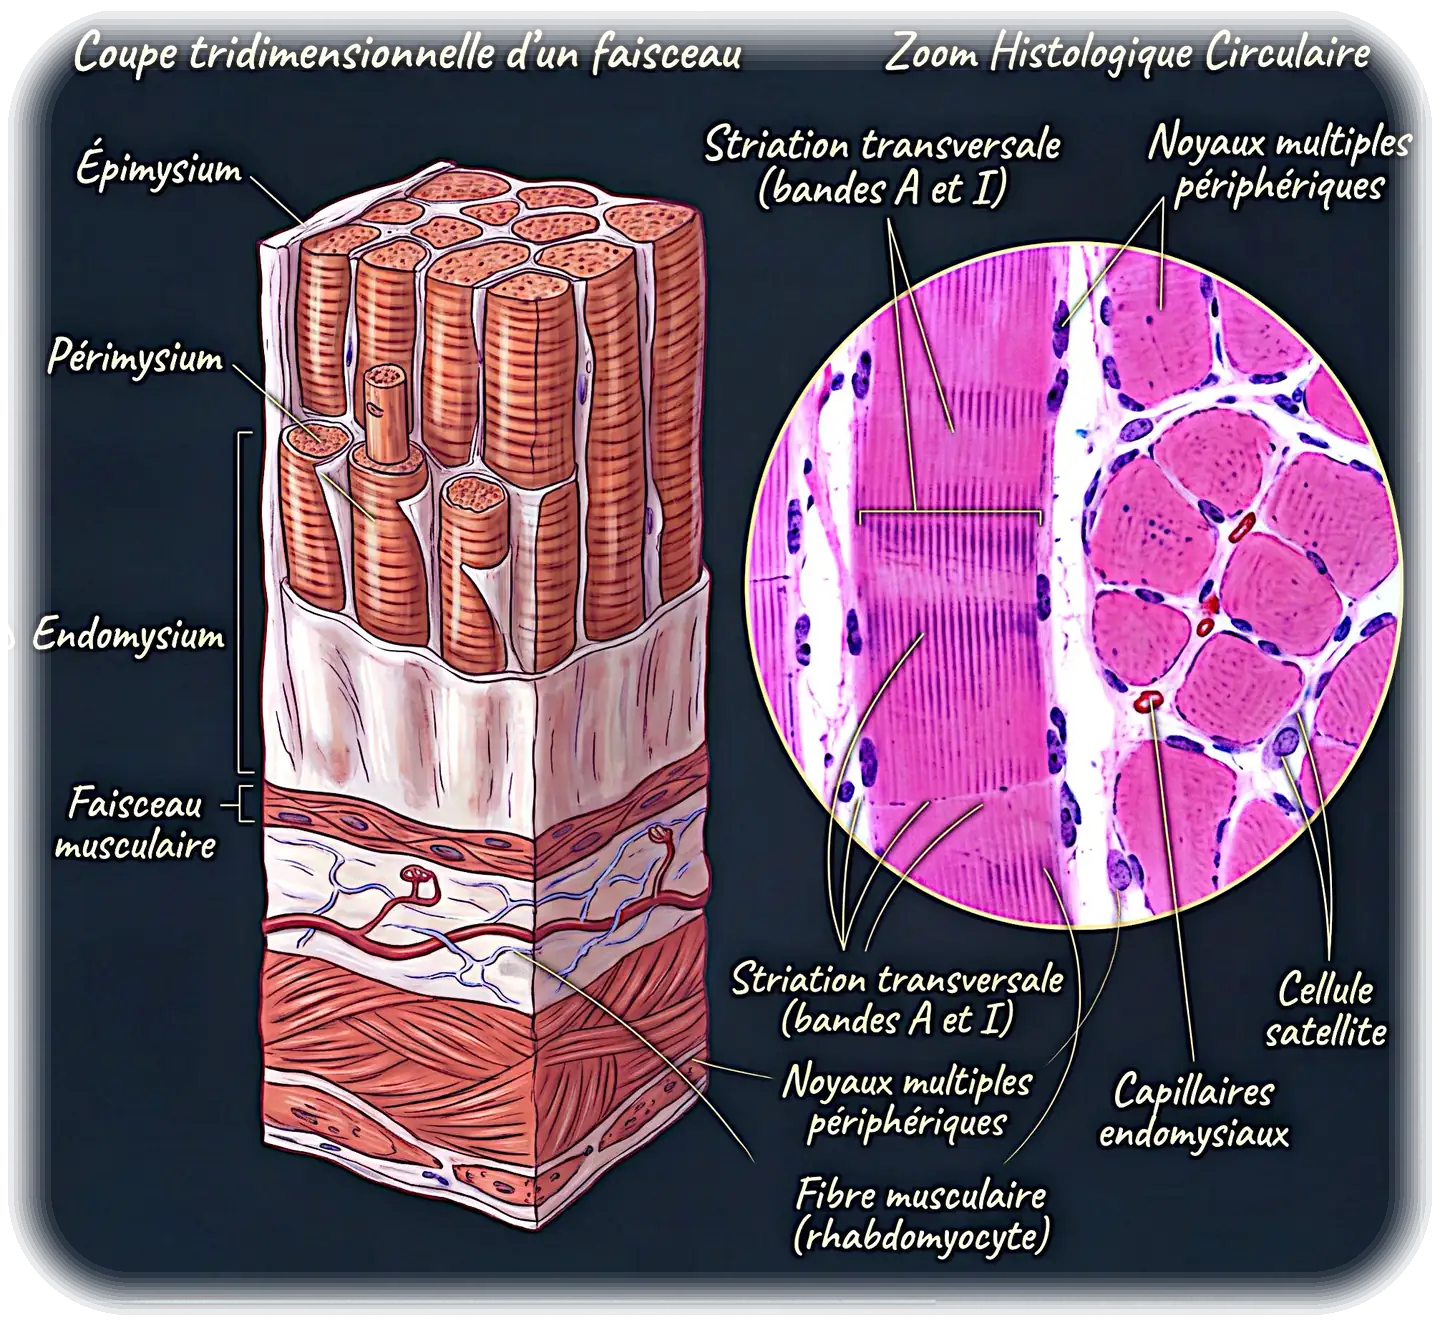 Coupe tridimensionnelle d'un faisceau
Zoom Histologique Circulaire
Épimysium
Périmysium
Endomysium
Faisceau
musculaire
Striation transversale
(bandes A et I)
Noyaux multiples
périphériques
Striation transversale
(bandes A et I)
Noyaux multiples
périphériques
Fibre musculaire
(rhabdomyocyte)
Capillaires
endomysiaux
Cellule
satellite